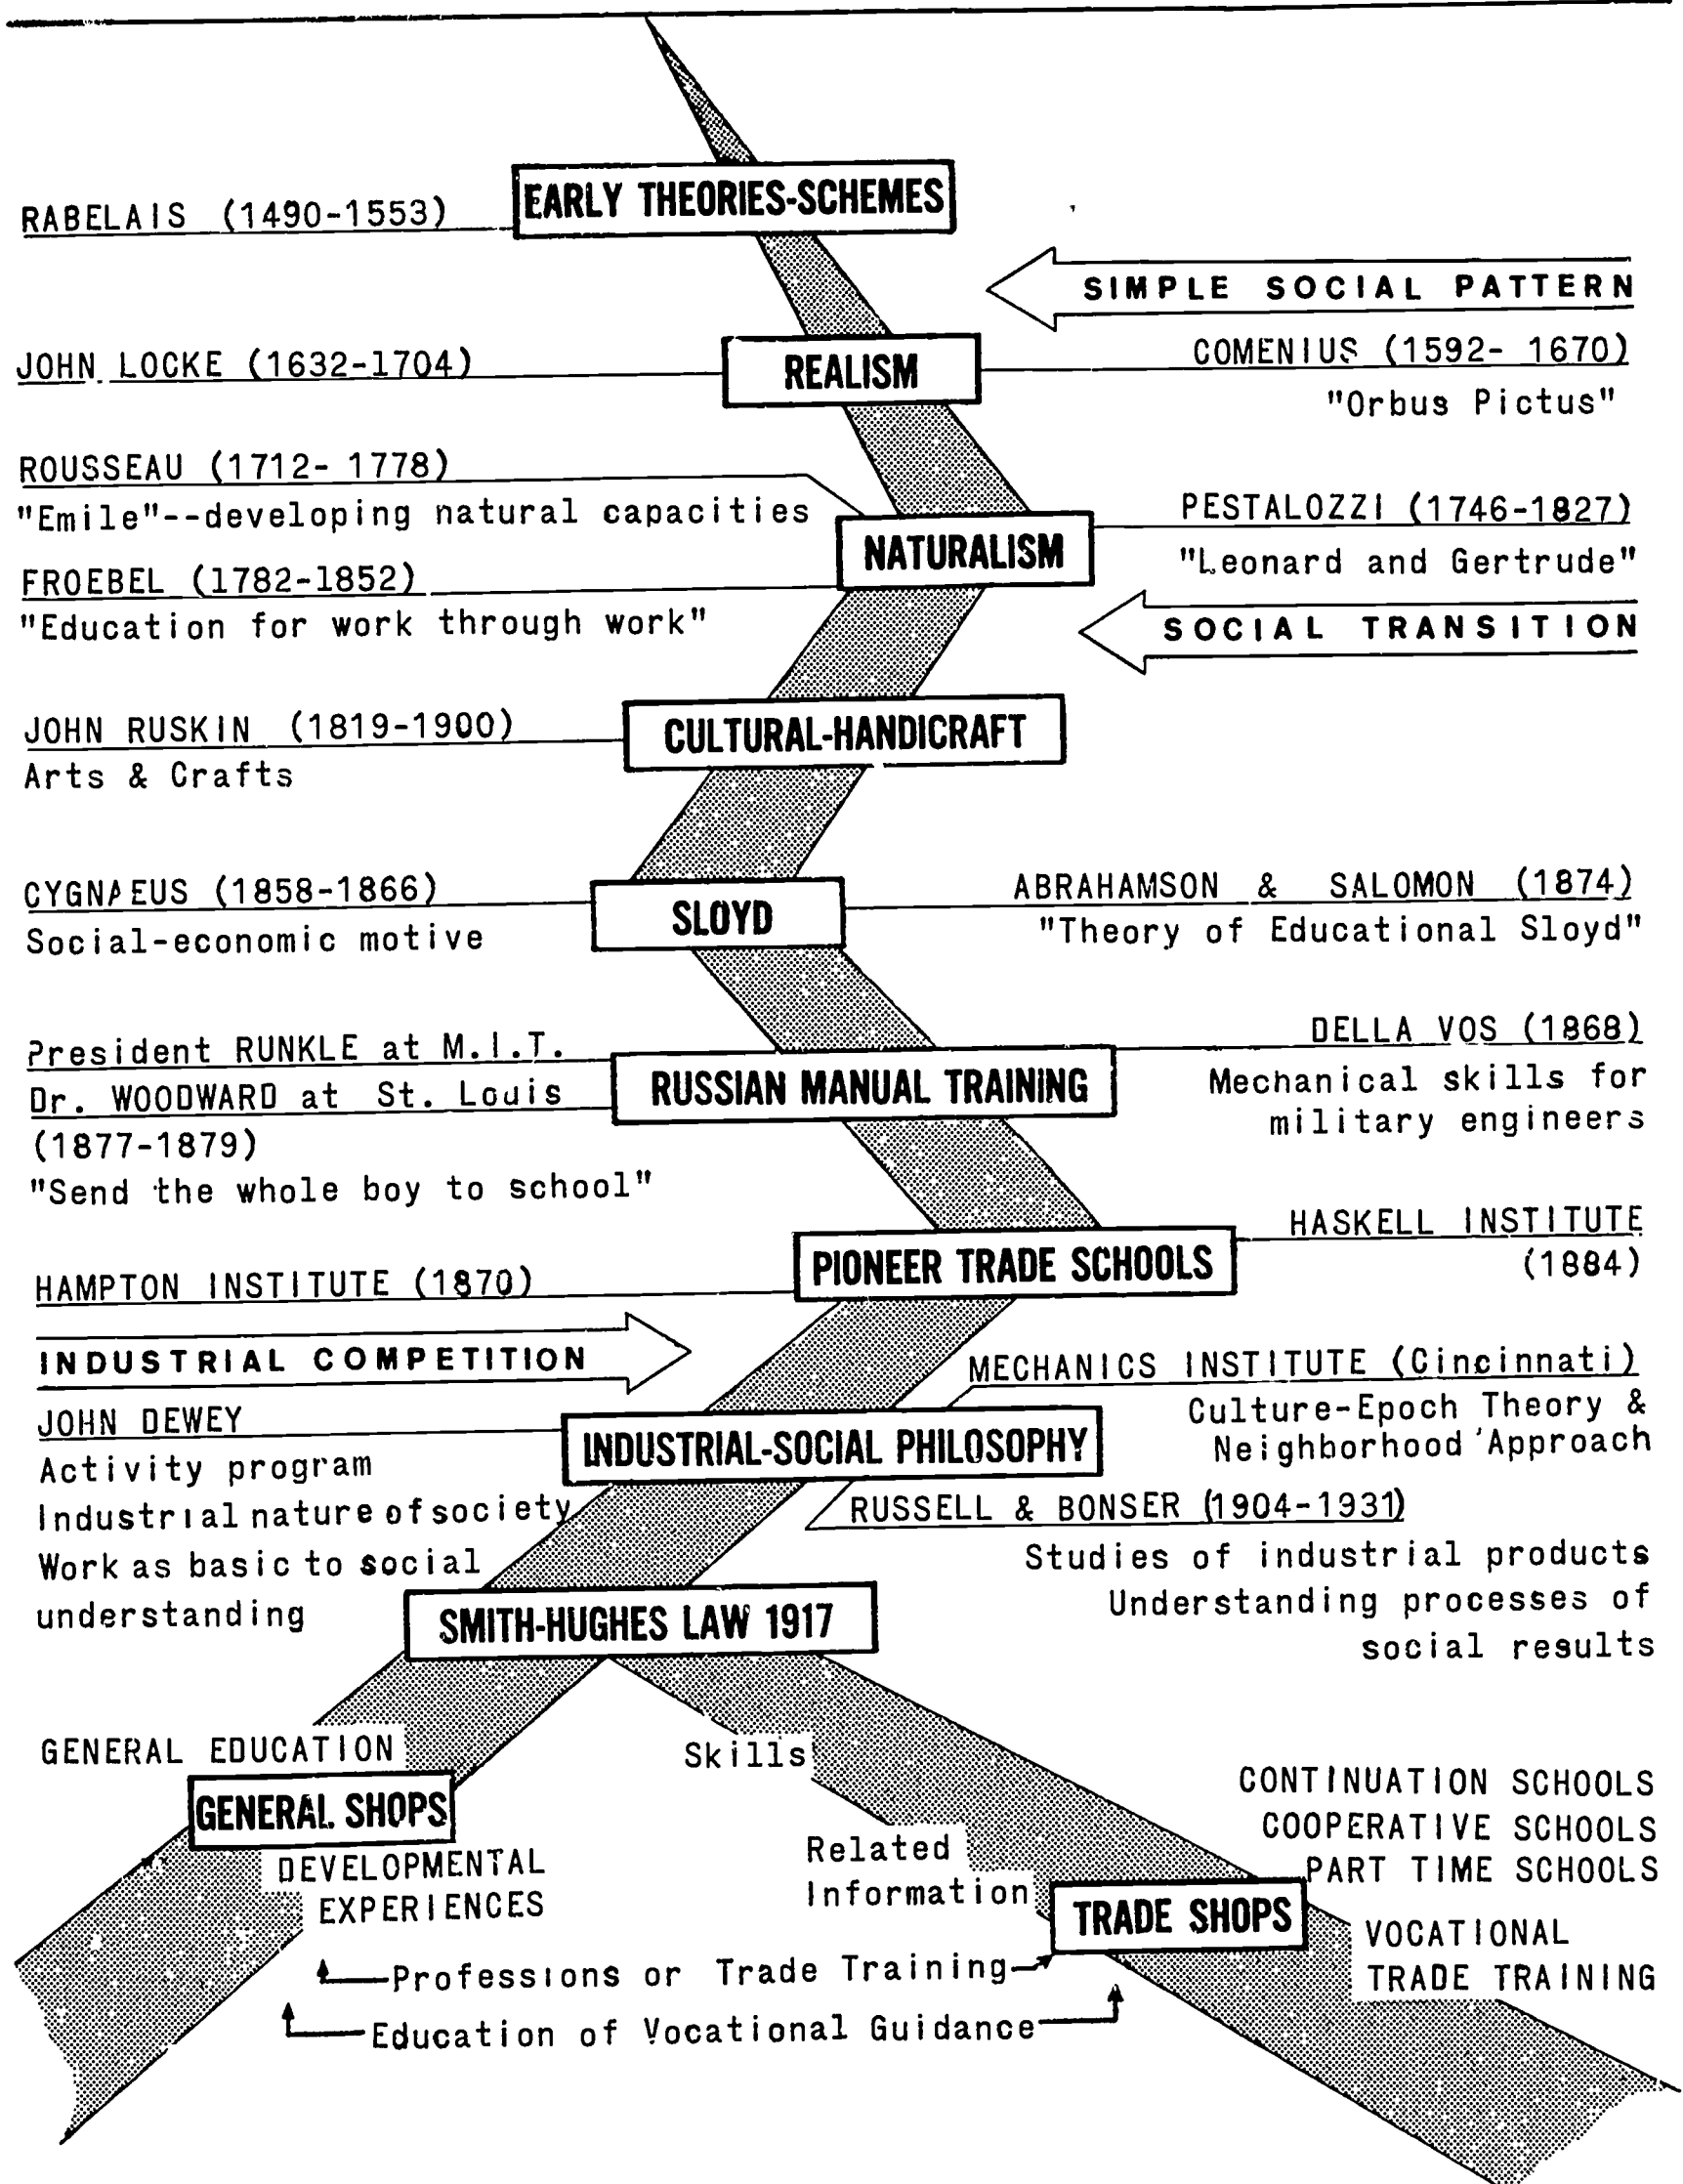 EARLY THEORIES-SCHEMES
RABELAIS (1490-1553)
SIMPLE SOCIAL PATTERN
JOHN LOCKE (1632-1704)
REALISM
COMENIUS (1592- 1670)
"Orbus Pictus"
ROUSSEAU (1712- 1778)
"Emile"--developing natural capacities
PESTALOZZI (1746-1827)
NATURALISM
"Leonard and Gertrude"
FROEBEL (1782-1852)
"Education for work through work"
SOCIAL TRANSITION
JOHN RUSKIN (1819-1900)
Arts & Crafts
CULTURAL-HANDICRAFT
CYGNAEUS (1858-1866)
Social-economic motive
SLOYD
ABRAHAMSON & SALOMON (1874)
"Theory of Educational Sloyd"
President RUNKLE at M.I.T.
Dr. WOODWARD at St. Louis
(1877-1879)
"Send the whole boy to school"
RUSSIAN MANUAL TRAINING
DELLA VOS (1868)
Mechanical skills for
military engineers
HASKELL INSTITUTE
(1884)
PIONEER TRADE SCHOOLS
HAMPTON INSTITUTE (1870)
INDUSTRIAL COMPETITION
MECHANICS INSTITUTE (Cincinnati)
Culture-Epoch Theory &
Neighborhood Approach
JOHN DEWEY
Activity program
Industrial nature of society
Work as basic to social
understanding
INDUSTRIAL-SOCIAL PHILOSOPHY
RUSSELL & BONSER (1904-1931)
Studies of industrial products
Understanding processes of
social results
SMITH-HUGHES LAW 1917
GENERAL EDUCATION
GENERAL SHOPS
DEVELOPMENTAL
EXPERIENCES
Skills
Related
Information
CONTINUATION SCHOOLS
COOPERATIVE SCHOOLS
PART TIME SCHOOLS
TRADE SHOPS
VOCATIONAL
TRADE TRAINING
Professions or Trade Training
Education of Vocational Guidance